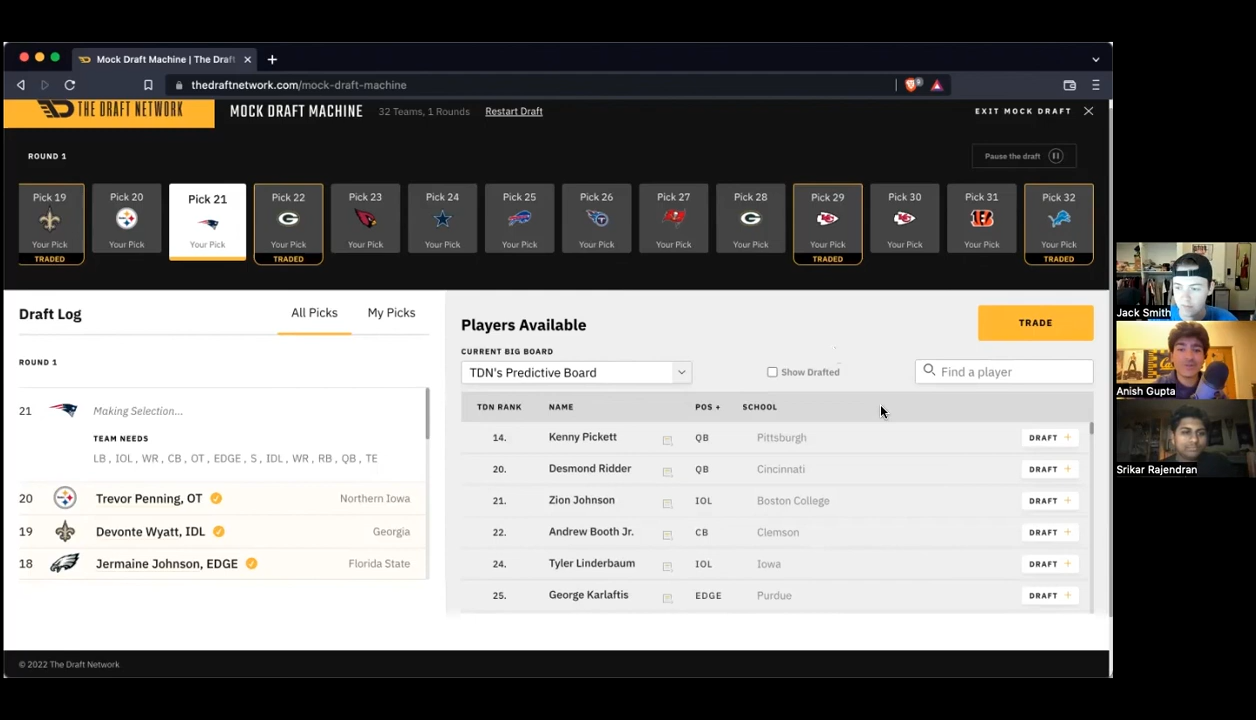 Mock Draft Machine | The Draft
thedraftnetwork.com/mock-draft-machine
THE DRAFT NETWORK
MOCK DRAFT MACHINE
32 Teams, 1 Rounds
Restart Draft
EXIT MOCK DRAFT
ROUND 1
Pause the draft
Pick 19 Pick 20 Pick 21 Pick 22 Pick 23 Pick 24 Pick 25 Pick 26 Pick 27 Pick 28 Pick 29 Pick 30 Pick 31 Pick 32
Your Pick Your Pick Your Pick Your Pick Your Pick Your Pick Your Pick Your Pick Your Pick Your Pick Your Pick Your Pick Your Pick Your Pick
TRADED TRADED TRADED TRADED
Draft Log
All Picks
My Picks
ROUND 1
21 Making Selection...
TEAM NEEDS
LB , IOL , WR , CB , OT , EDGE , S , IDL , WR , RB , QB , TE
20 Trevor Penning, OT Northern Iowa
19 Devonte Wyatt, IDL Georgia
18 Jermaine Johnson, EDGE Florida State
Players Available
TRADE
CURRENT BIG BOARD
TDN's Predictive Board
Show Drafted
Find a player
TDN RANK NAME POS + SCHOOL
14. Kenny Pickett QB Pittsburgh DRAFT +
20. Desmond Ridder QB Cincinnati DRAFT +
21. Zion Johnson IOL Boston College DRAFT +
22. Andrew Booth Jr. CB Clemson DRAFT +
24. Tyler Linderbaum IOL Iowa DRAFT +
25. George Karlaftis EDGE Purdue DRAFT +
© 2022 The Draft Network
Jack Smith
Anish Gupta
Srikar Rajendran